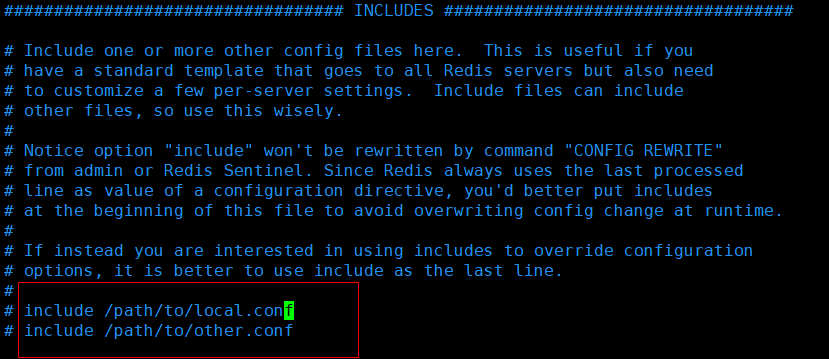 ################################## INCLUDES ###################################

# Include one or more other config files here.  This is useful if you
# have a standard template that goes to all Redis servers but also need
# to customize a few per-server settings.  Include files can include
# other files, so use this wisely.
#
# Notice option "include" won't be rewritten by command "CONFIG REWRITE"
# from admin or Redis Sentinel. Since Redis always uses the last processed
# line as value of a configuration directive, you'd better put includes
# at the beginning of this file to avoid overwriting config change at runtime.
#
# If instead you are interested in using includes to override configuration
# options, it is better to use include as the last line.
#
# include /path/to/local.conf
# include /path/to/other.conf